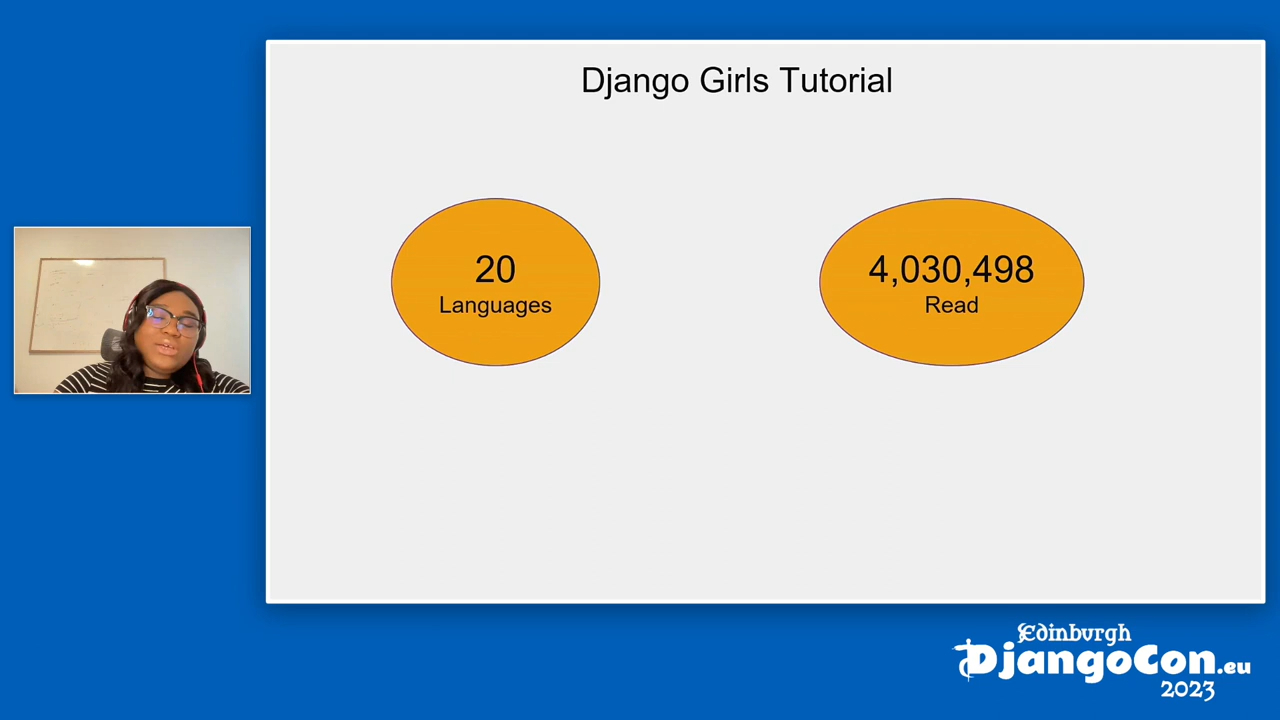 Django Girls Tutorial
20
Languages
4,030,498
Read
Edinburgh
DjangoCon.eu
2023